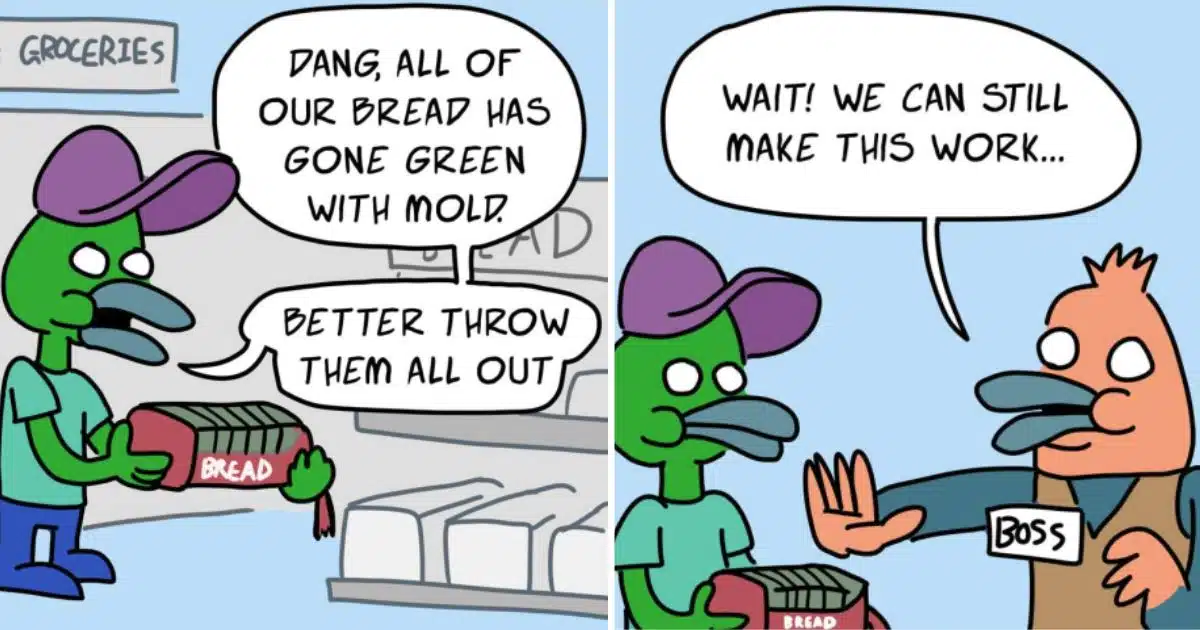 GROCERIES
DANG, ALL OF
OUR BREAD HAS
GONE GREEN
WITH MOLD.
BREAD
BETTER THROW
THEM ALL OUT
BREAD
WAIT! WE CAN STILL
MAKE THIS WORK...
BOSS
BREAD